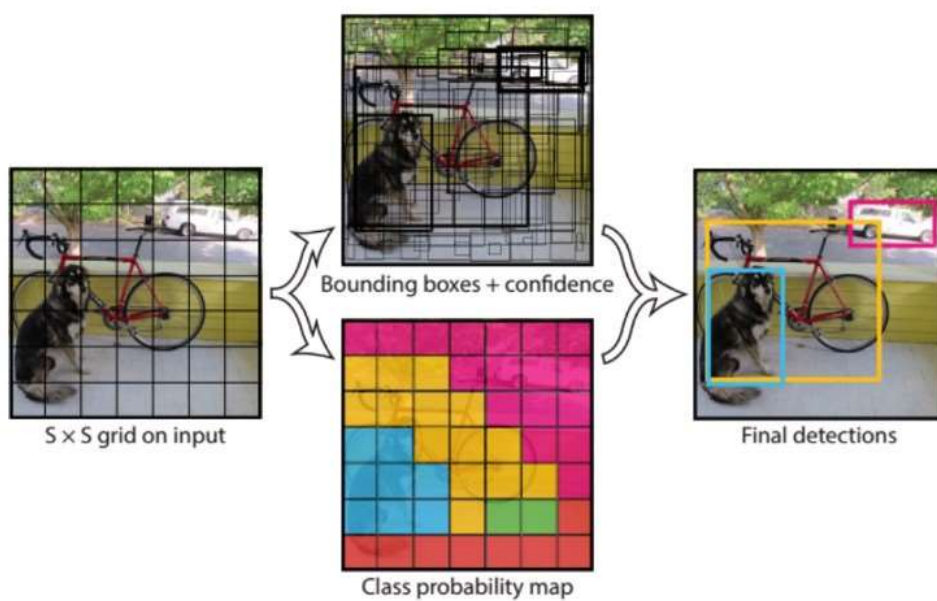 Bounding boxes + confidence
S × S grid on input
Final detections
Class probability map